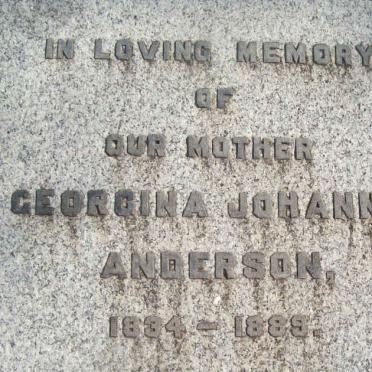 IN LOVING MEMORY
OF
OUR MOTHER
GEORGINA JOHANN
ANDERSON,
1834 – 1889.